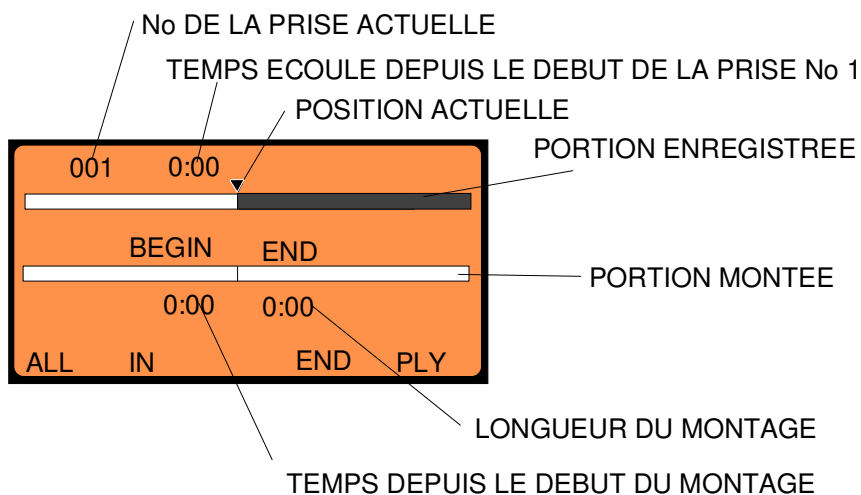 No DE LA PRISE ACTUELLE
TEMPS ECOULE DEPUIS LE DEBUT DE LA PRISE No 1
POSITION ACTUELLE
PORTION ENREGISTREE
001 0:00
BEGIN END
PORTION MONTEE
0:00 0:00
ALL IN END PLY
LONGUEUR DU MONTAGE
TEMPS DEPUIS LE DEBUT DU MONTAGE